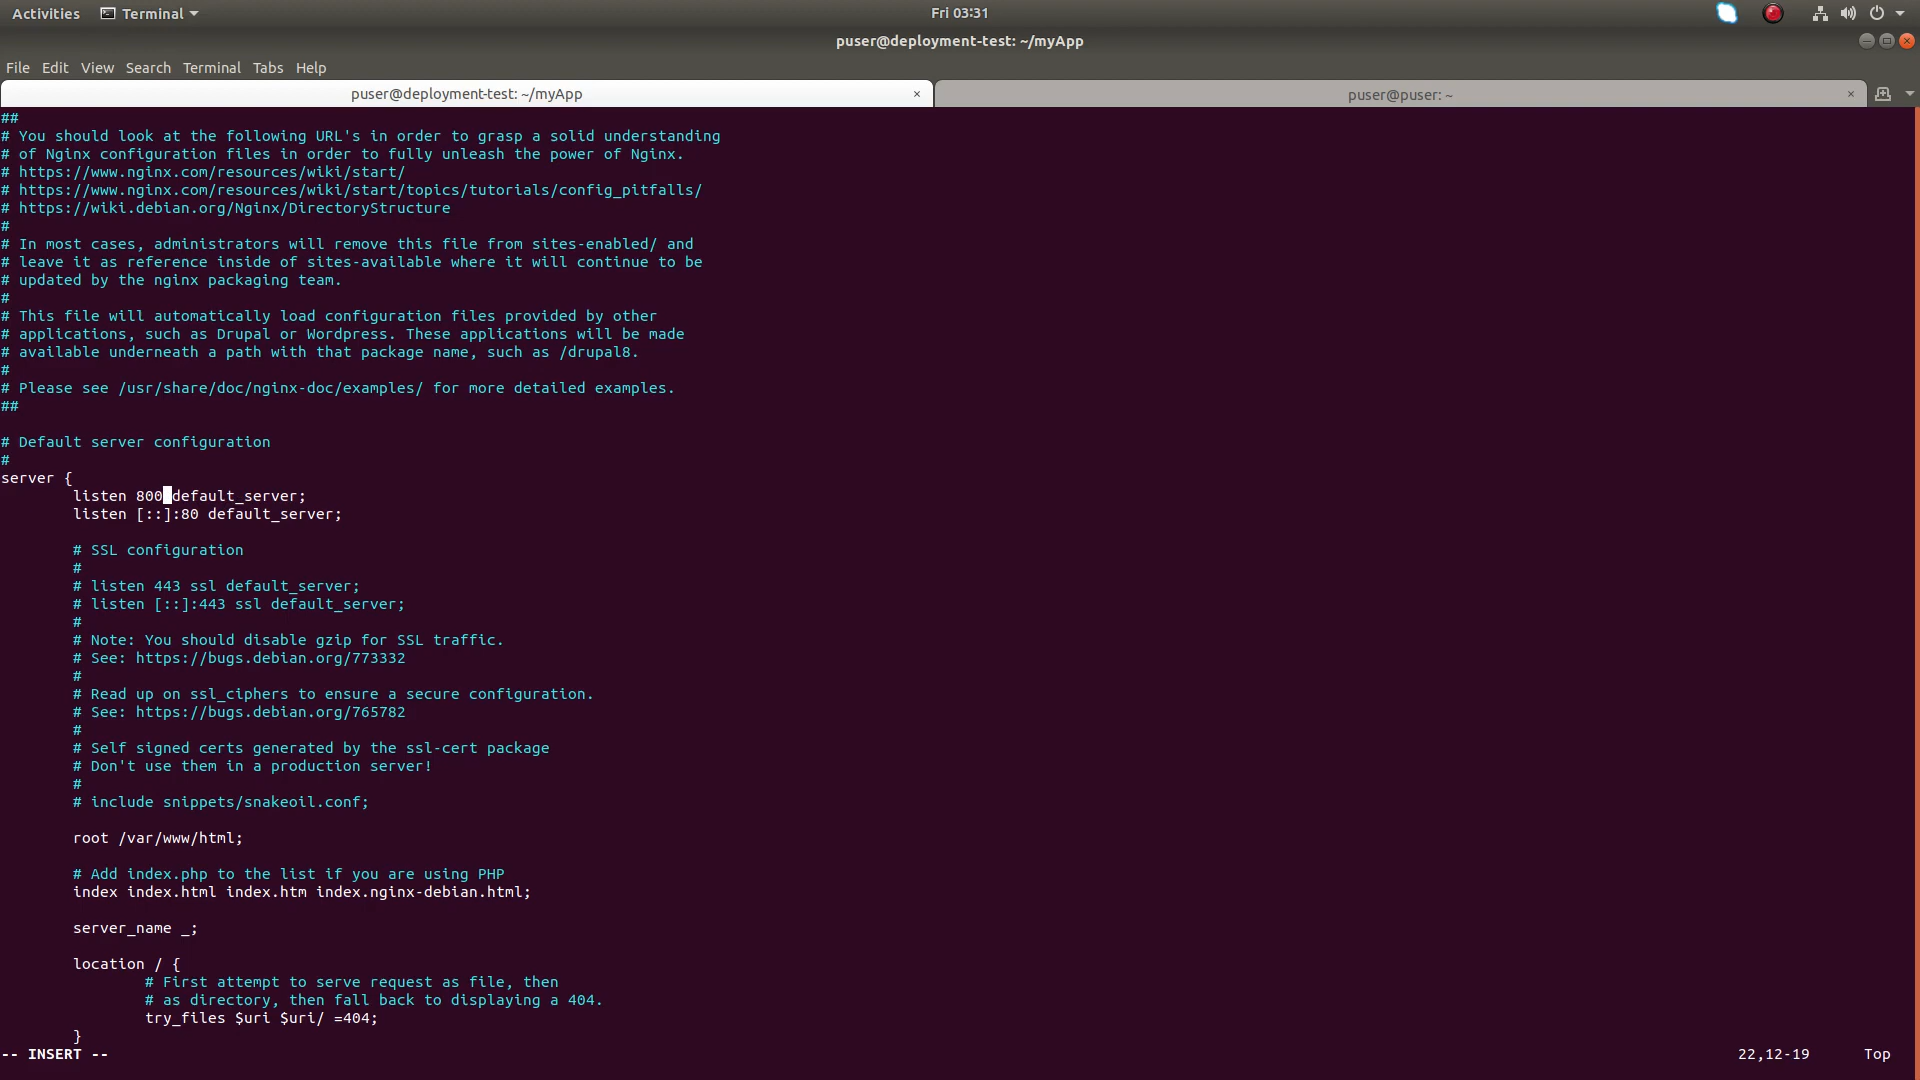 Activities Terminal Fri 03:31
puser@deployment-test: ~/myApp
File Edit View Search Terminal Tabs Help
puser@deployment-test: ~/myApp × puser@puser: ~ ×
##
# You should look at the following URL's in order to grasp a solid understanding
# of Nginx configuration files in order to fully unleash the power of Nginx.
# https://www.nginx.com/resources/wiki/start/
# https://www.nginx.com/resources/wiki/start/topics/tutorials/config_pitfalls/
# https://wiki.debian.org/Nginx/DirectoryStructure
#
# In most cases, administrators will remove this file from sites-enabled/ and
# leave it as reference inside of sites-available where it will continue to be
# updated by the nginx packaging team.
#
# This file will automatically load configuration files provided by other
# applications, such as Drupal or Wordpress. These applications will be made
# available underneath a path with that package name, such as /drupal8.
#
# Please see /usr/share/doc/nginx-doc/examples/ for more detailed examples.
##
# Default server configuration
#
server {
listen 800 default_server;
listen [::]:80 default_server;
# SSL configuration
#
# listen 443 ssl default_server;
# listen [::]:443 ssl default_server;
#
# Note: You should disable gzip for SSL traffic.
# See: https://bugs.debian.org/773332
#
# Read up on ssl_ciphers to ensure a secure configuration.
# See: https://bugs.debian.org/765782
#
# Self signed certs generated by the ssl-cert package
# Don't use them in a production server!
#
# include snippets/snakeoil.conf;
root /var/www/html;
# Add index.php to the list if you are using PHP
index index.html index.htm index.nginx-debian.html;
server_name _;
location / {
# First attempt to serve request as file, then
# as directory, then fall back to displaying a 404.
try_files $uri $uri/ =404;
}
-- INSERT -- 22,12-19 Top